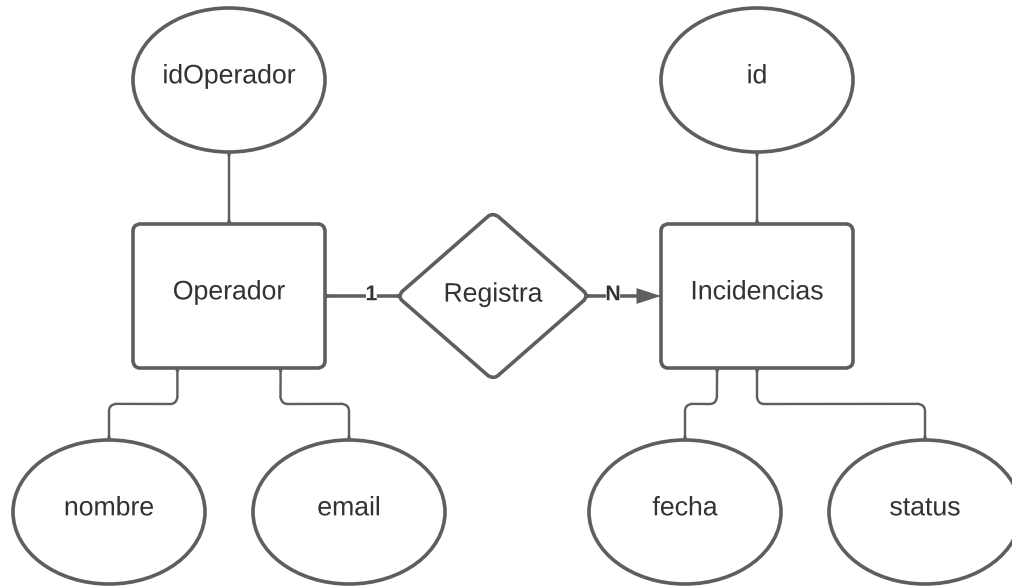 idOperador
id
Operador
1
Registra
N
Incidencias
nombre
email
fecha
status